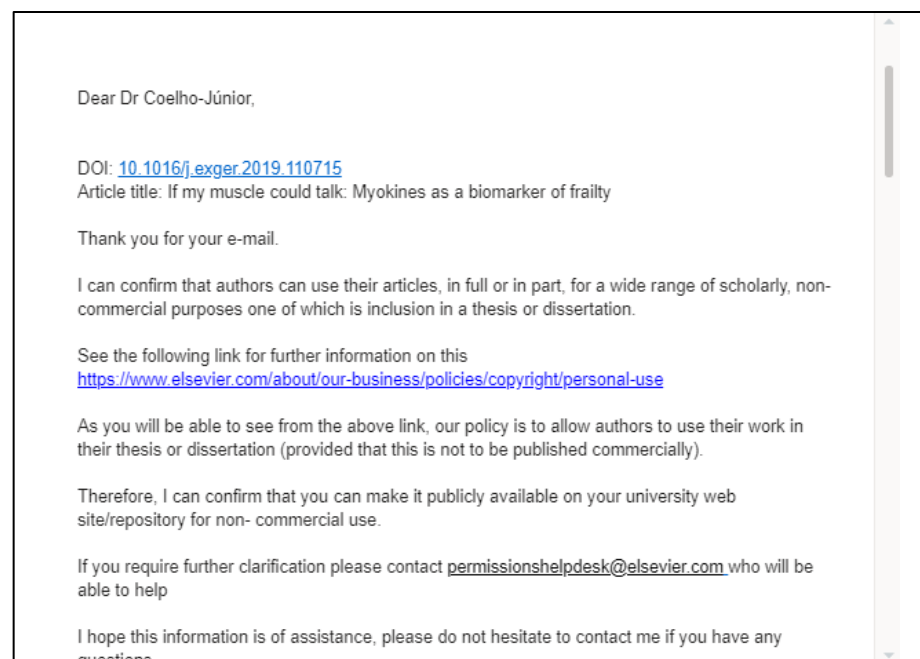 Dear Dr Coelho-Júnior,
DOI: 10.1016/j.exger.2019.110715
Article title: If my muscle could talk: Myokines as a biomarker of frailty
Thank you for your e-mail.
I can confirm that authors can use their articles, in full or in part, for a wide range of scholarly, non-
commercial purposes one of which is inclusion in a thesis or dissertation.
See the following link for further information on this
https://www.elsevier.com/about/our-business/policies/copyright/personal-use
As you will be able to see from the above link, our policy is to allow authors to use their work in
their thesis or dissertation (provided that this is not to be published commercially).
Therefore, I can confirm that you can make it publicly available on your university web
site/repository for non- commercial use.
If you require further clarification please contact permissionshelpdesk@elsevier.com who will be
able to help
I hope this information is of assistance, please do not hesitate to contact me if you have any